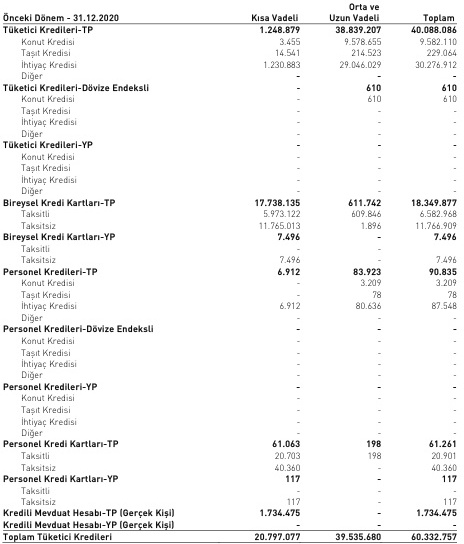 Orta ve
Önceki Dönem - 31.12.2020 Kısa Vadeli Uzun Vadeli Toplam
Tüketici Kredileri-TP 1.248.879 38.839.207 40.088.086
Konut Kredisi 3.455 9.578.655 9.582.110
Taşıt Kredisi 14.541 214.523 229.064
İhtiyaç Kredisi 1.230.883 29.046.029 30.276.912
Diğer - - -
Tüketici Kredileri-Dövize Endeksli - 610 610
Konut Kredisi - 610 610
Taşıt Kredisi - - -
İhtiyaç Kredisi - - -
Diğer - - -
Tüketici Kredileri-YP - - -
Konut Kredisi - - -
Taşıt Kredisi - - -
İhtiyaç Kredisi - - -
Diğer - - -
Bireysel Kredi Kartları-TP 17.738.135 611.742 18.349.877
Taksitli 5.973.122 609.846 6.582.968
Taksitsiz 11.765.013 1.896 11.766.909
Bireysel Kredi Kartları-YP 7.496 - 7.496
Taksitli - - -
Taksitsiz 7.496 - 7.496
Personel Kredileri-TP 6.912 83.923 90.835
Konut Kredisi - 3.209 3.209
Taşıt Kredisi - 78 78
İhtiyaç Kredisi 6.912 80.636 87.548
Diğer - - -
Personel Kredileri-Dövize Endeksli - - -
Konut Kredisi - - -
Taşıt Kredisi - - -
İhtiyaç Kredisi - - -
Diğer - - -
Personel Kredileri-YP - - -
Konut Kredisi - - -
Taşıt Kredisi - - -
İhtiyaç Kredisi - - -
Diğer - - -
Personel Kredi Kartları-TP 61.063 198 61.261
Taksitli 20.703 198 20.901
Taksitsiz 40.360 - 40.360
Personel Kredi Kartları-YP 117 - 117
Taksitli - - -
Taksitsiz 117 - 117
Kredili Mevduat Hesabı-TP (Gerçek Kişi) 1.734.475 - 1.734.475
Kredili Mevduat Hesabı-YP (Gerçek Kişi) - - -
Toplam Tüketici Kredileri 20.797.077 39.535.680 60.332.757